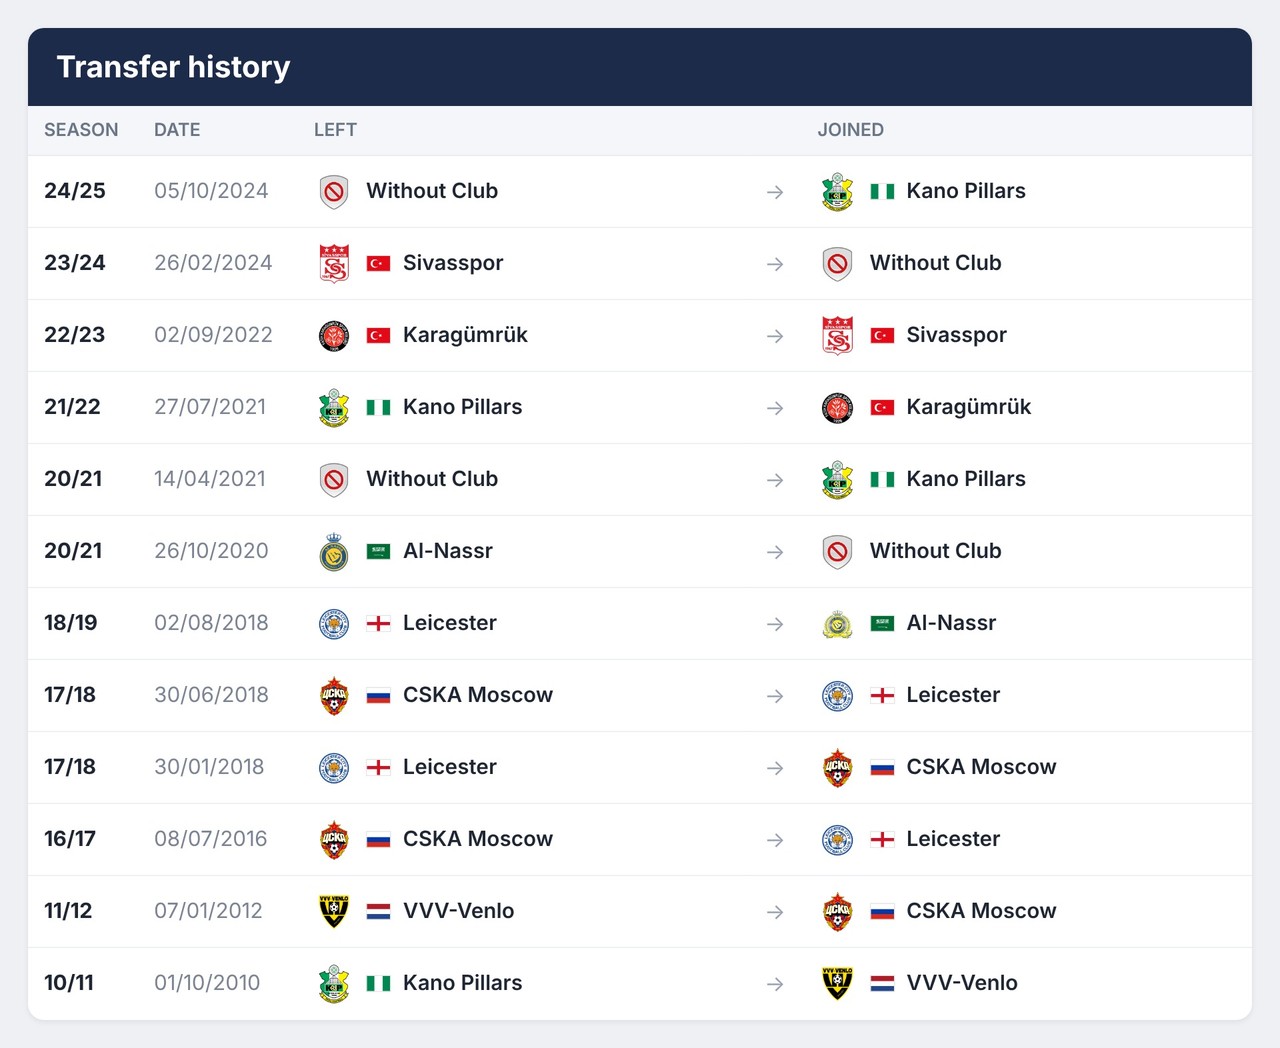 Transfer history
SEASON DATE LEFT JOINED
24/25 05/10/2024 Without Club → Kano Pillars
23/24 26/02/2024 Sivasspor → Without Club
22/23 02/09/2022 Karagümrük → Sivasspor
21/22 27/07/2021 Kano Pillars → Karagümrük
20/21 14/04/2021 Without Club → Kano Pillars
20/21 26/10/2020 Al-Nassr → Without Club
18/19 02/08/2018 Leicester → Al-Nassr
17/18 30/06/2018 CSKA Moscow → Leicester
17/18 30/01/2018 Leicester → CSKA Moscow
16/17 08/07/2016 CSKA Moscow → Leicester
11/12 07/01/2012 VVV-Venlo → CSKA Moscow
10/11 01/10/2010 Kano Pillars → VVV-Venlo